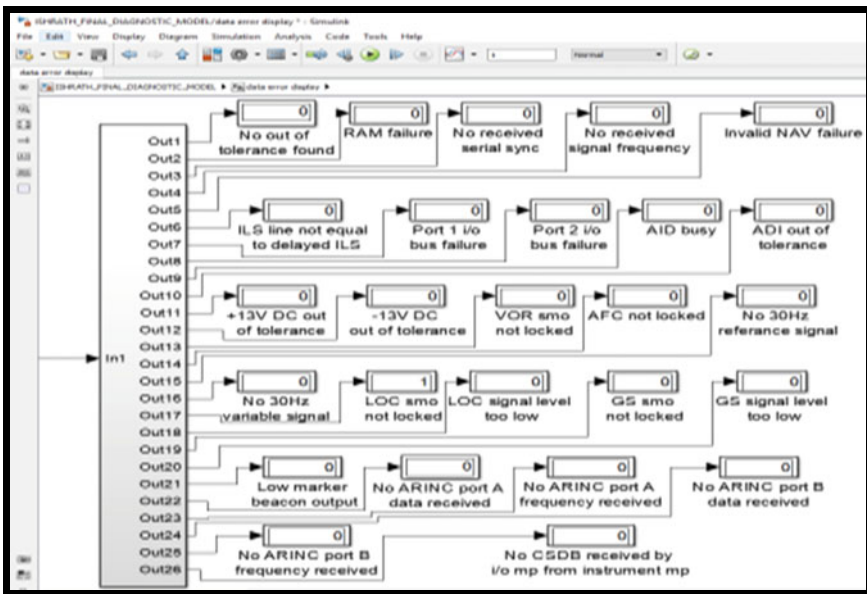 ISHRATH_FINAL_DIAGNOSTIC_MODEL/data error display * - Simulink
File Edit View Display Diagram Simulation Analysis Code Tools Help
Normal
data error display
ISHRATH_FINAL_DIAGNOSTIC_MODEL data error display
In1
Out1
Out2
Out3
Out4
Out5
Out6
Out7
Out8
Out9
Out10
Out11
Out12
Out13
Out14
Out15
Out16
Out17
Out18
Out19
Out20
Out21
Out22
Out23
Out24
Out25
Out26
0
No out of
tolerance found
0
RAM failure
0
No received
serial sync
0
No received
signal frequency
0
Invalid NAV failure
0
ILS line not equal
to delayed ILS
0
Port 1 i/o
bus failure
0
Port 2 i/o
bus failure
0
AID busy
0
ADI out of
tolerance
0
+13V DC out
of tolerance
0
-13V DC
out of tolerance
0
VOR smo
not locked
0
AFC not locked
0
No 30Hz
referance signal
0
No 30Hz
variable signal
1
LOC smo
not locked
0
LOC signal level
too low
0
GS smo
not locked
0
GS signal level
too low
0
Low marker
beacon output
0
No ARINC port A
data received
0
No ARINC port A
frequency received
0
No ARINC port B
data received
0
No ARINC port B
frequency received
0
No CSDB received by
i/o mp from instrument mp